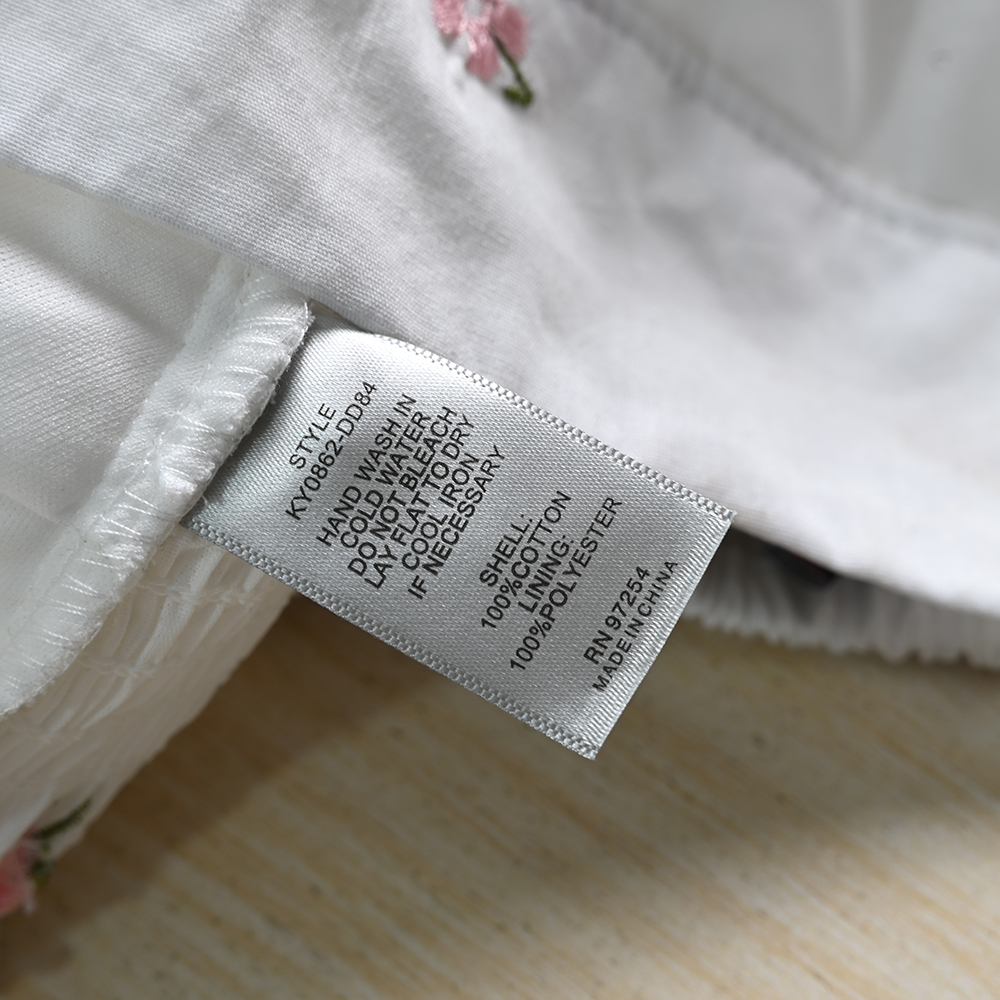 STYLE
KY0862-DD84
HAND WASH IN
COLD WATER
DO NOT BLEACH
LAY FLAT TO DRY
COOL IRON
IF NECESSARY
SHELL:
100%COTTON
LINING:
100%POLYESTER
RN 97254
MADE IN CHINA